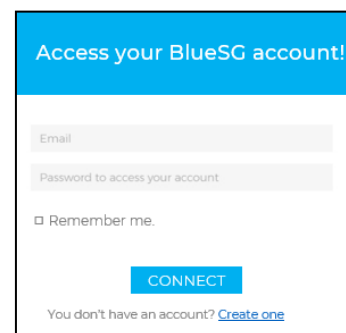 Access your BlueSG account!
Email
Password to access your account
Remember me.
CONNECT
You don't have an account? Create one